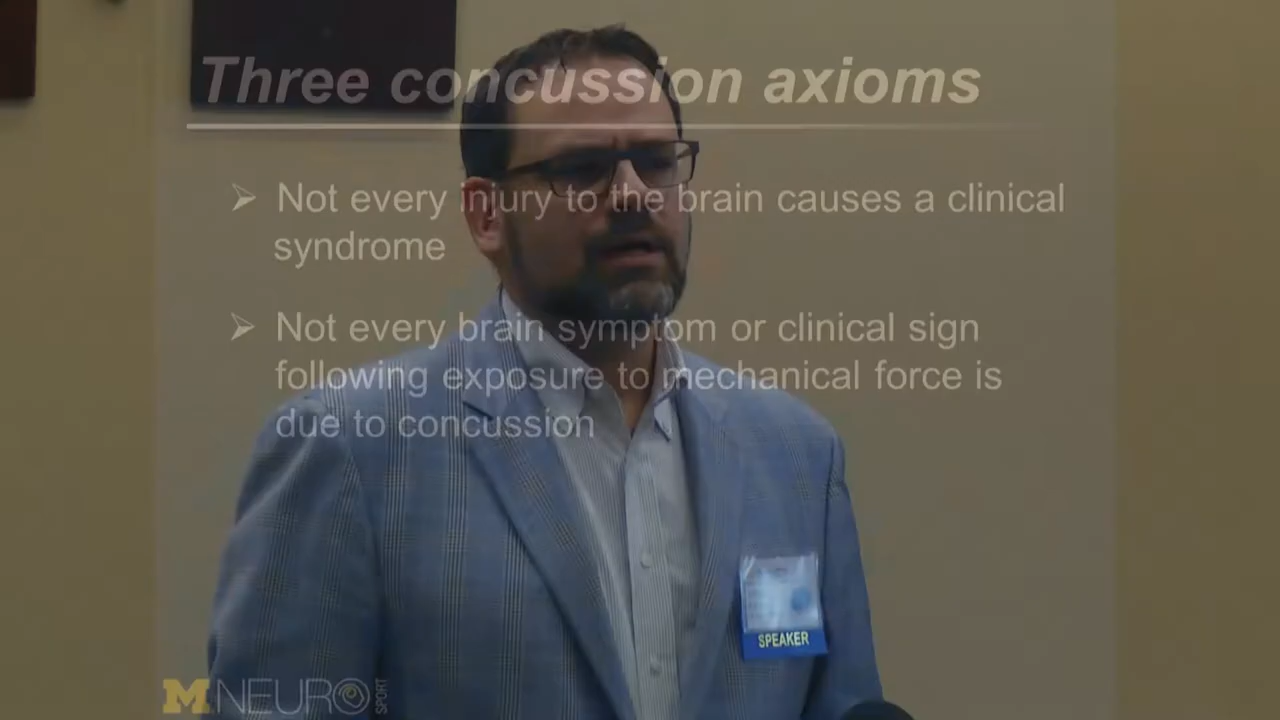 Three concussion axioms
Not every injury to the brain causes a clinical
syndrome
Not every brain symptom or clinical sign
following exposure to mechanical force is
due to concussion
SPEAKER
M NEURO
SPORT